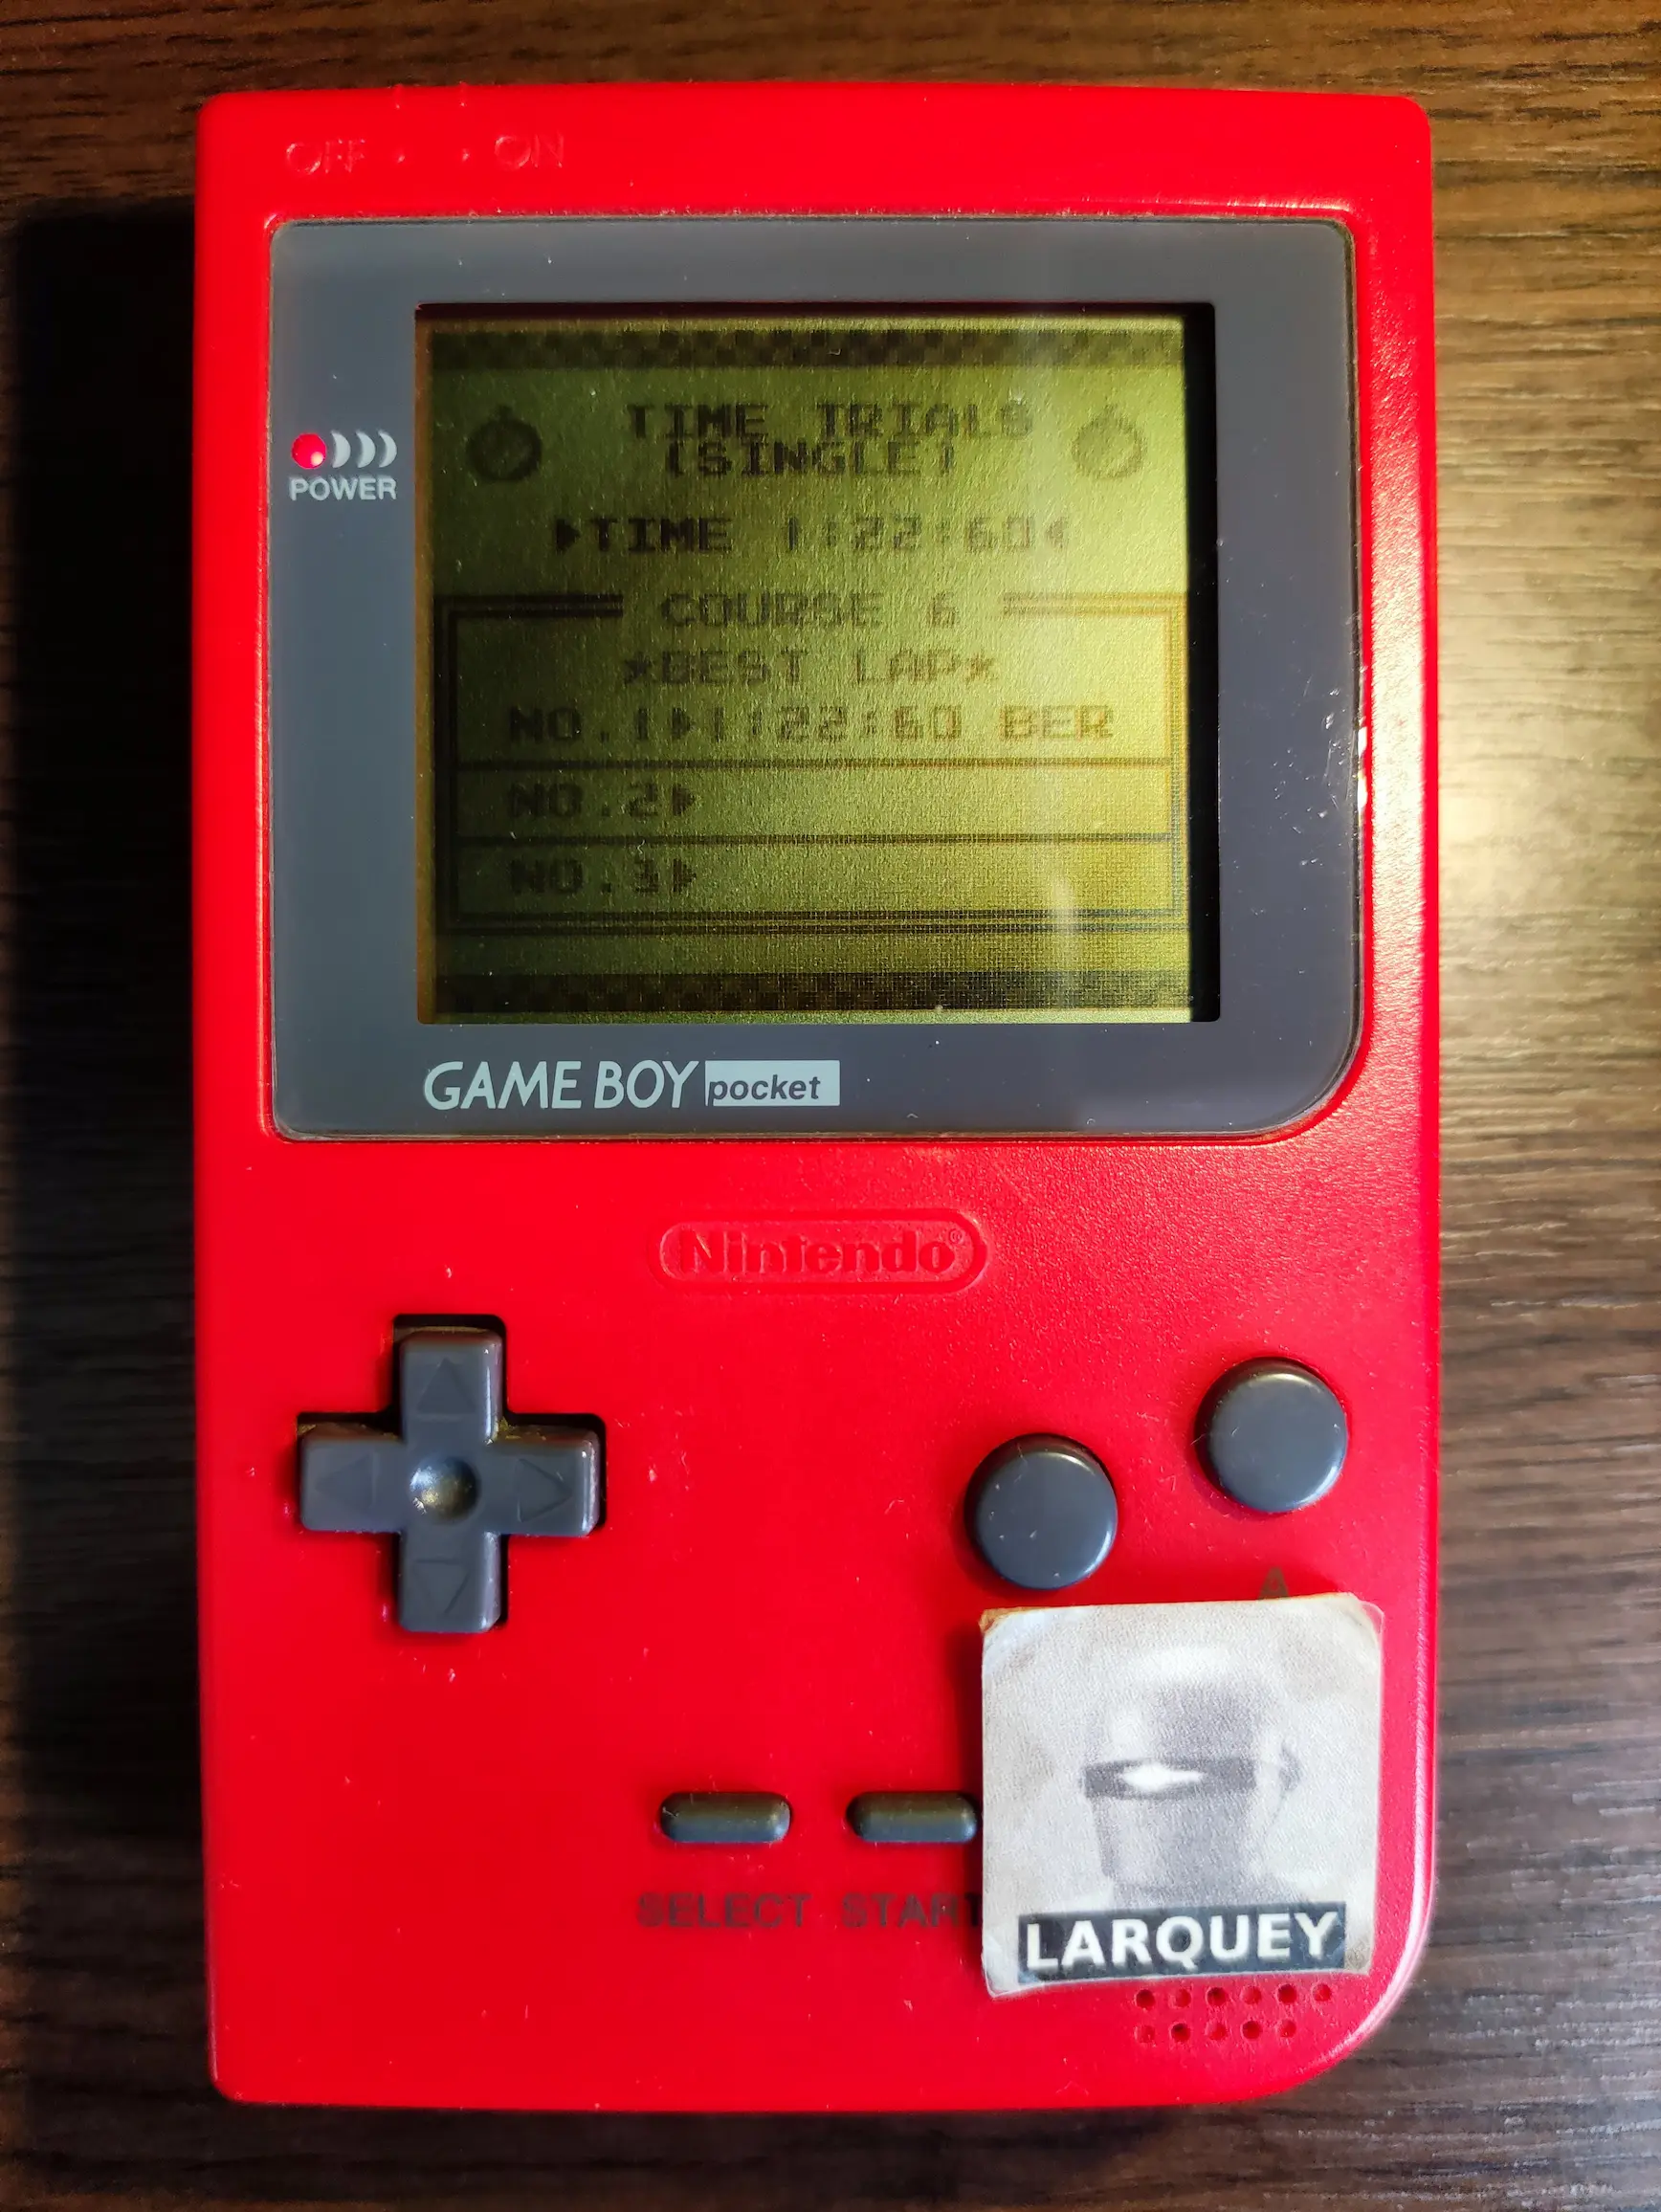 OFF ON
POWER
TIME TRIALS
(SINGLE)
TIME 1:22:60
COURSE 6
★BEST LAP★
NO.1 1:22:60 BER
NO.2
NO.3
GAME BOY pocket
Nintendo®
A
SELECT START
LARQUEY